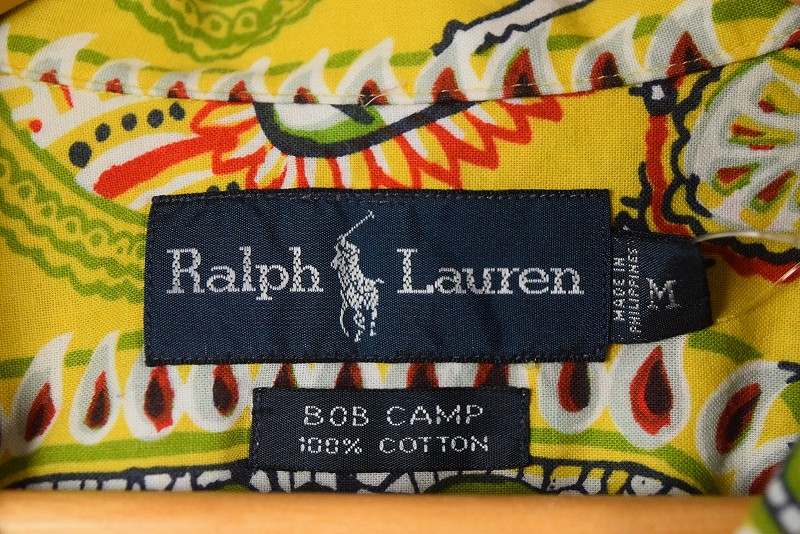 Ralph Lauren
MADE IN
PHILIPPINES
M
BOB CAMP
100% COTTON